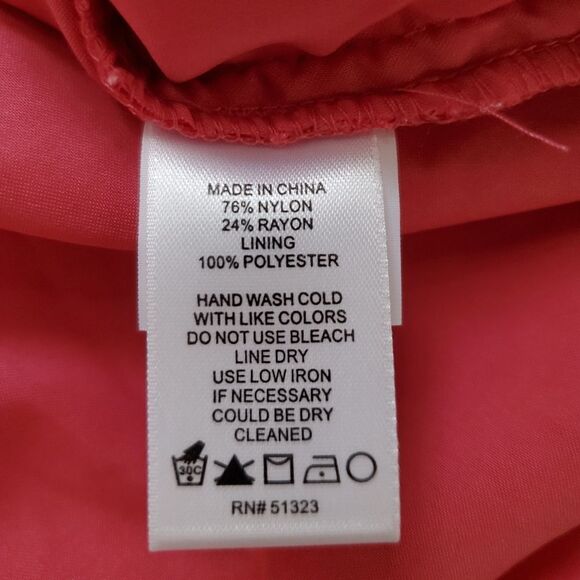 MADE IN CHINA
76% NYLON
24% RAYON
LINING
100% POLYESTER
HAND WASH COLD
WITH LIKE COLORS
DO NOT USE BLEACH
LINE DRY
USE LOW IRON
IF NECESSARY
COULD BE DRY
CLEANED
30C
RN# 51323